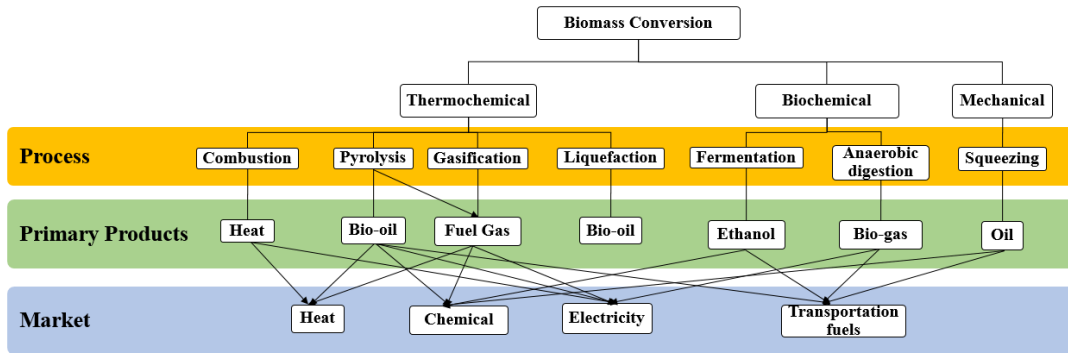 Biomass Conversion
Thermochemical
Biochemical
Mechanical
Process
Combustion
Pyrolysis
Gasification
Liquefaction
Fermentation
Anaerobic
digestion
Squeezing
Primary Products
Heat
Bio-oil
Fuel Gas
Bio-oil
Ethanol
Bio-gas
Oil
Market
Heat
Chemical
Electricity
Transportation
fuels